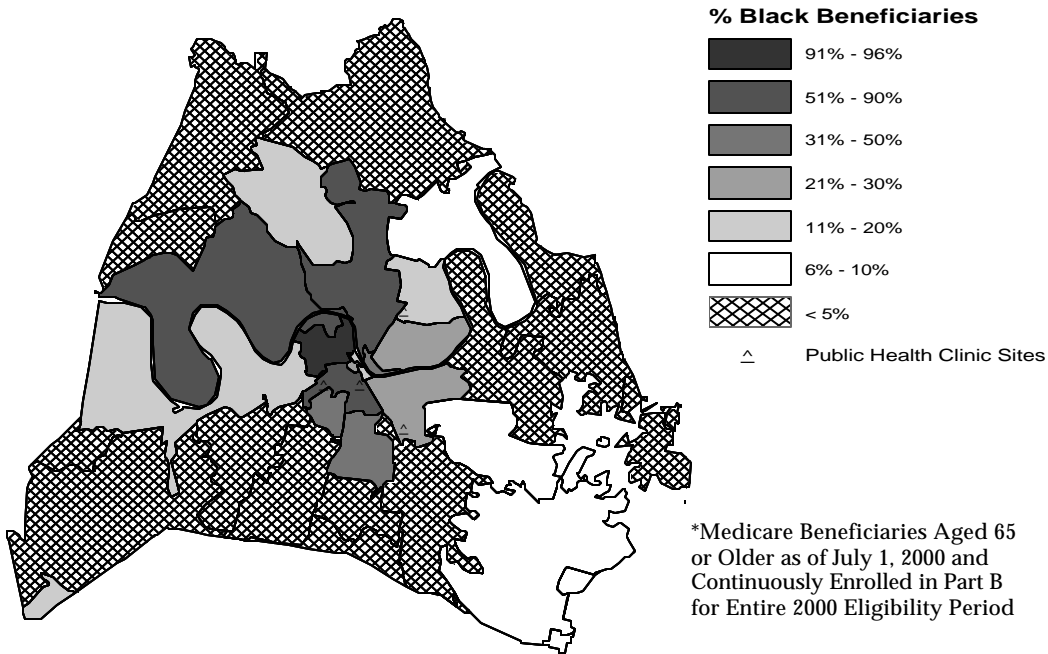 % Black Beneficiaries
91% - 96%
51% - 90%
31% - 50%
21% - 30%
11% - 20%
6% - 10%
< 5%
^ Public Health Clinic Sites
*Medicare Beneficiaries Aged 65
or Older as of July 1, 2000 and
Continuously Enrolled in Part B
for Entire 2000 Eligibility Period